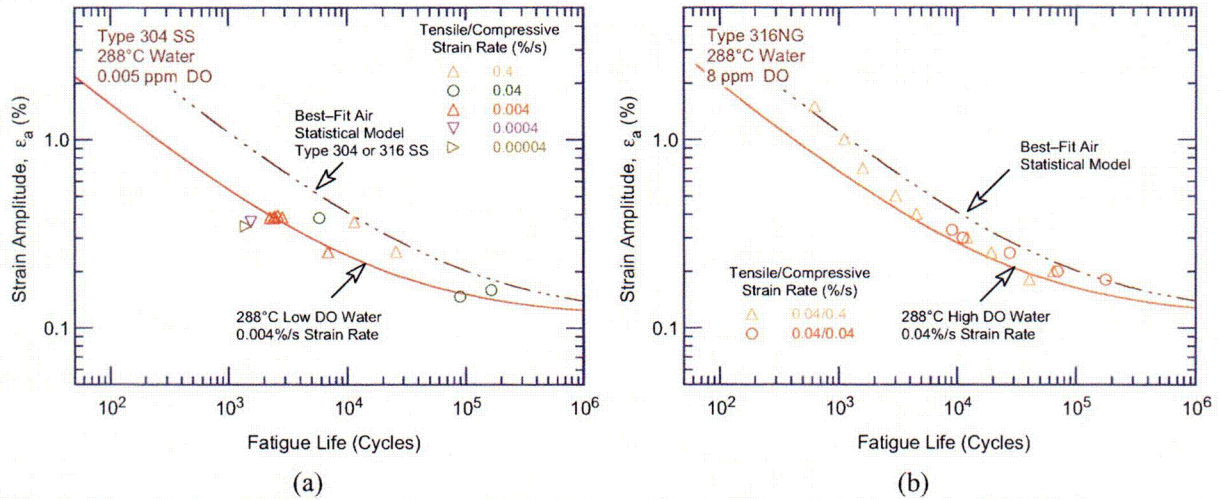 Type 304 SS
288°C Water
0.005 ppm DO
Tensile/Compressive
Strain Rate (%/s)
0.4
0.04
0.004
0.0004
0.00004
Best–Fit Air
Statistical Model
Type 304 or 316 SS
288°C Low DO Water
0.004%/s Strain Rate
Strain Amplitude, εa (%)
1.0
0.1
10²
10³
10⁴
10⁵
10⁶
Fatigue Life (Cycles)
(a)
Type 316NG
288°C Water
8 ppm DO
Best–Fit Air
Statistical Model
Tensile/Compressive
Strain Rate (%/s)
0.04/0.4
0.04/0.04
288°C High DO Water
0.04%/s Strain Rate
Strain Amplitude, εa (%)
1.0
0.1
10²
10³
10⁴
10⁵
10⁶
Fatigue Life (Cycles)
(b)